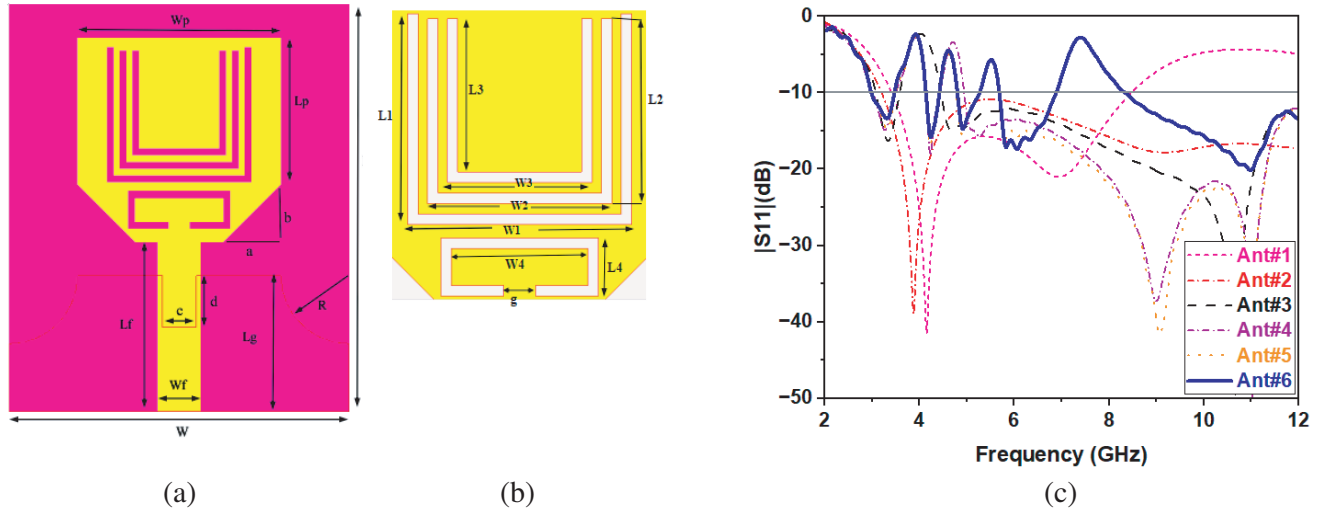 Wp
Lp
b
a
c
d
R
Lf
Lg
Wf
W
L1
L3
L2
W3
W2
W1
W4
L4
g
|S11|(dB)
0
−10
−20
−30
−40
−50
2
4
6
8
10
12
Frequency (GHz)
Ant#1
Ant#2
Ant#3
Ant#4
Ant#5
Ant#6
(a)
(b)
(c)